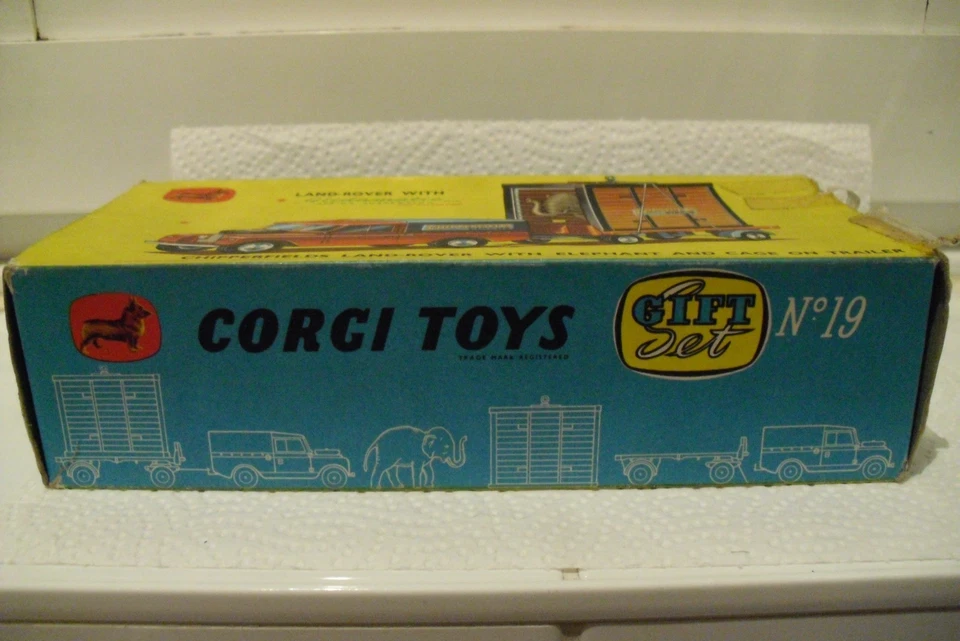 LAND-ROVER WITH
CHIPPERFIELDS LAND-ROVER WITH ELEPHANT AND CAGE ON TRAILER
CORGI TOYS
TRADE MARK REGISTERED
GIFT
Set
Nº19